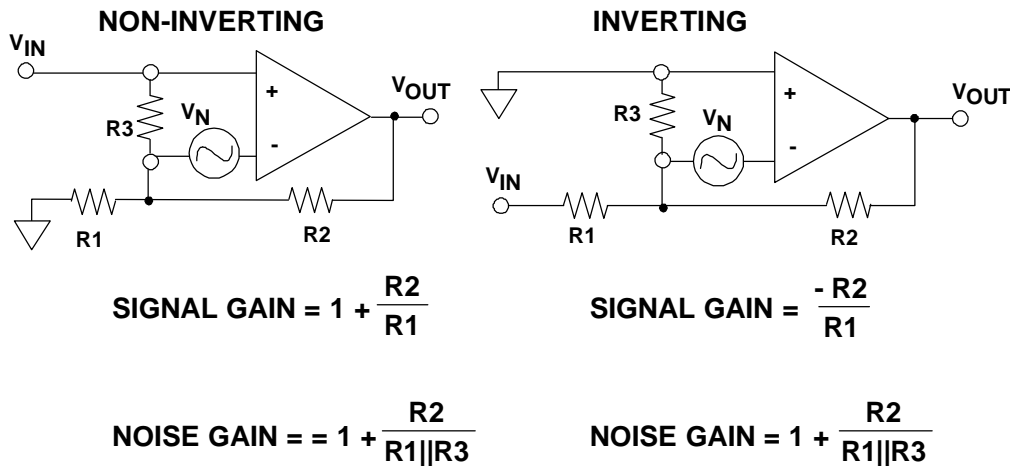 NON-INVERTING
VIN
R3
VN
+
-
VOUT
R1
R2
SIGNAL GAIN = 1 + R2
R1
NOISE GAIN = = 1 + R2
R1||R3
INVERTING
R3
VN
+
-
VOUT
VIN
R1
R2
SIGNAL GAIN = - R2
R1
NOISE GAIN = 1 + R2
R1||R3